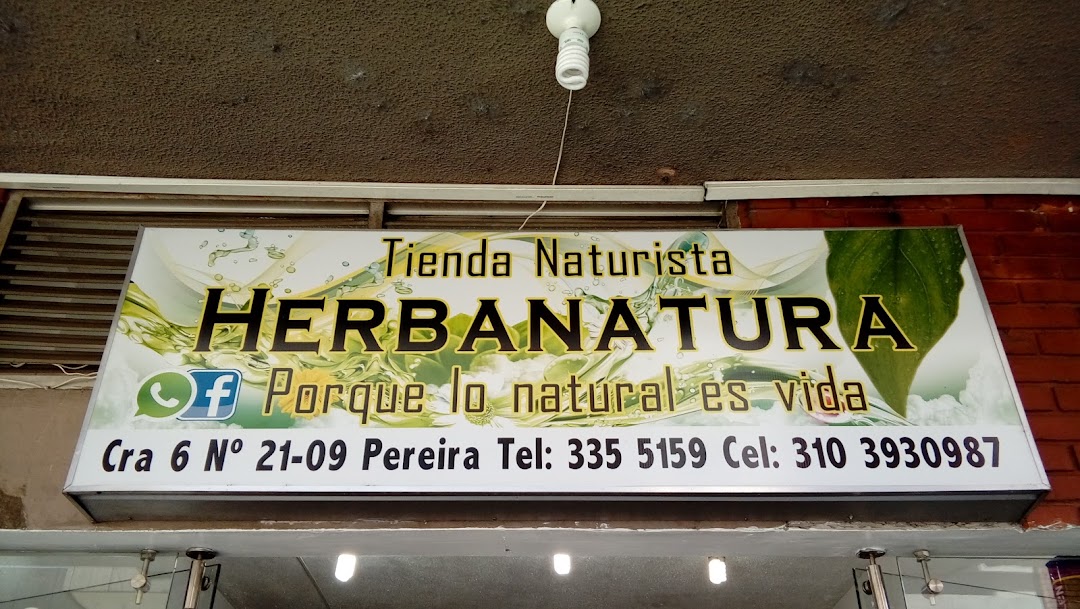 Tienda Naturista
HERBANATURA
Porque lo natural es vida
Cra 6 Nº 21-09 Pereira Tel: 335 5159 Cel: 310 3930987